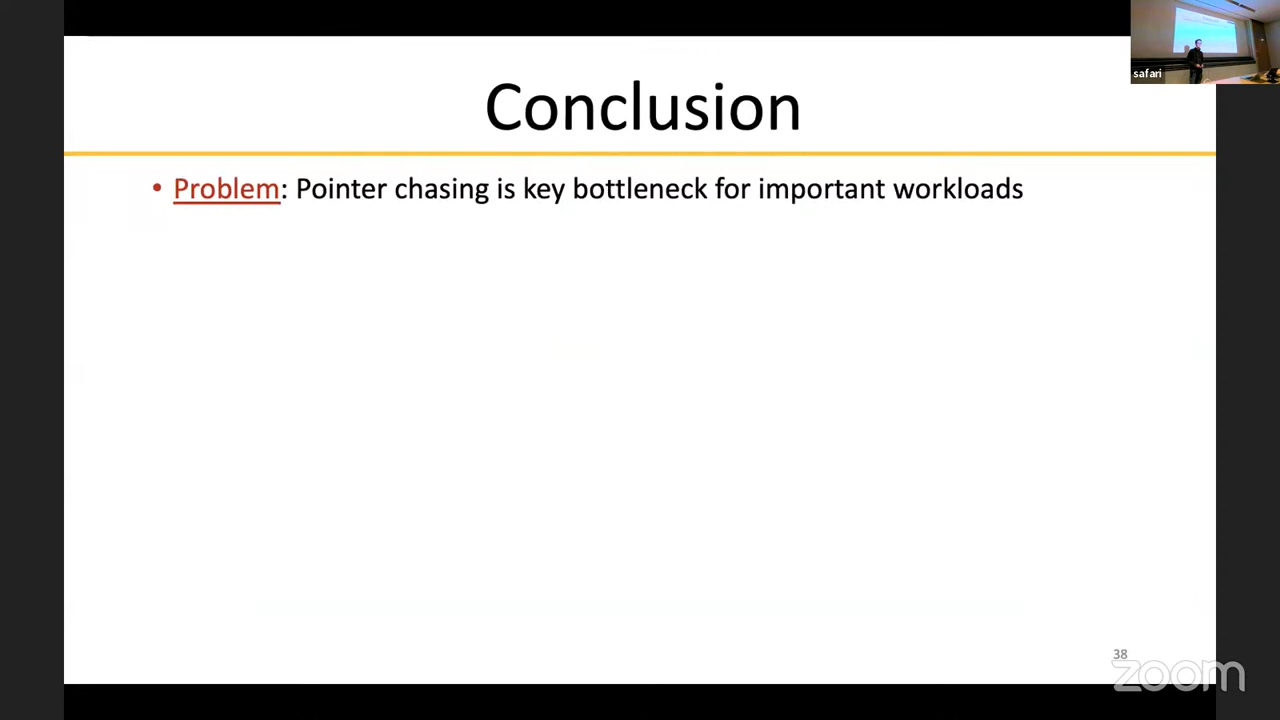 safari
Conclusion
• Problem: Pointer chasing is key bottleneck for important workloads
38
zoom